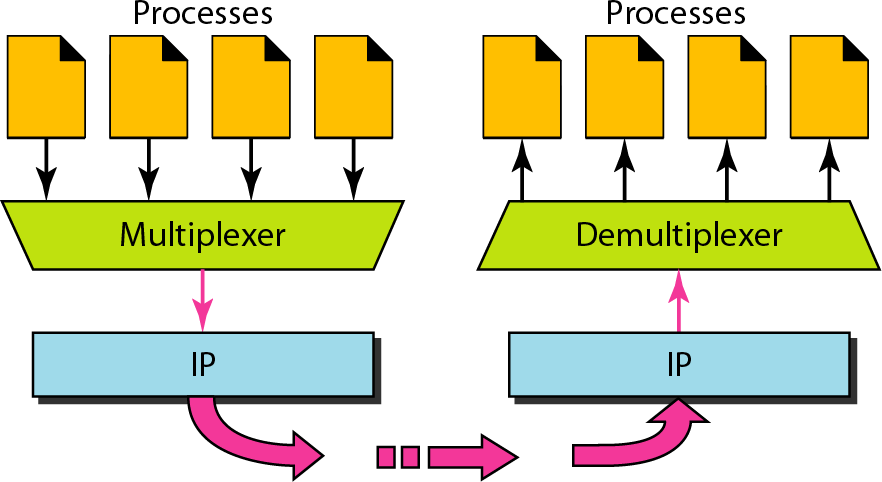 Processes
Processes
Multiplexer
Demultiplexer
IP
IP